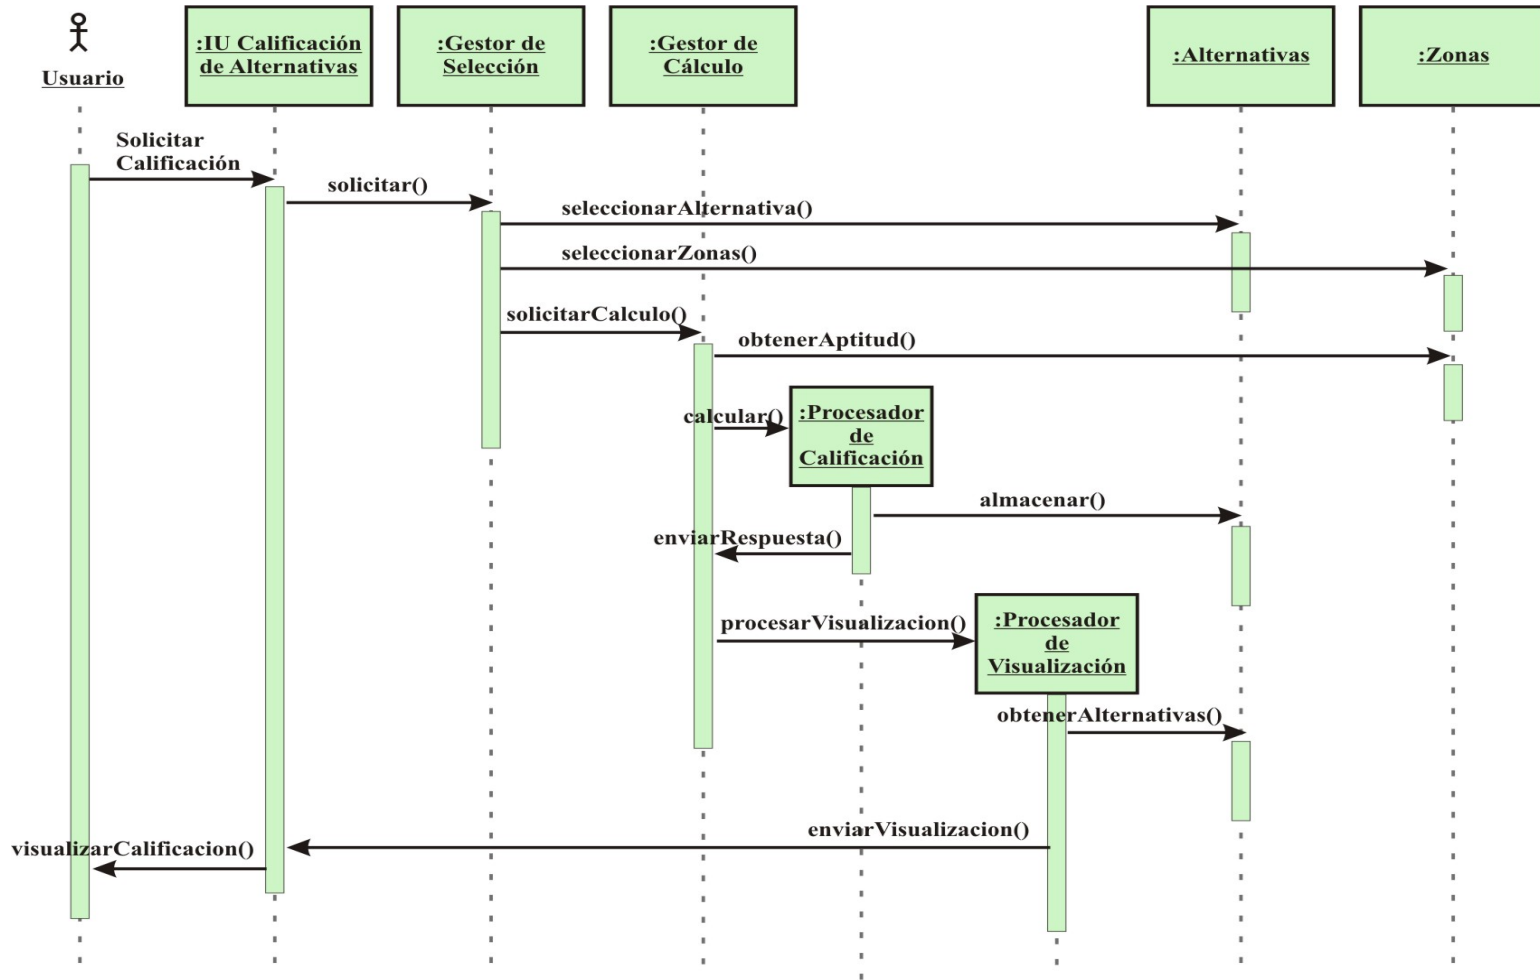 Usuario
:IU Calificación
de Alternativas
:Gestor de
Selección
:Gestor de
Cálculo
:Alternativas
:Zonas
Solicitar
Calificación
solicitar()
seleccionarAlternativa()
seleccionarZonas()
solicitarCalculo()
obtenerAptitud()
calcular()
:Procesador
de
Calificación
almacenar()
enviarRespuesta()
procesarVisualizacion()
:Procesador
de
Visualización
obtenerAlternativas()
enviarVisualizacion()
visualizarCalificacion()